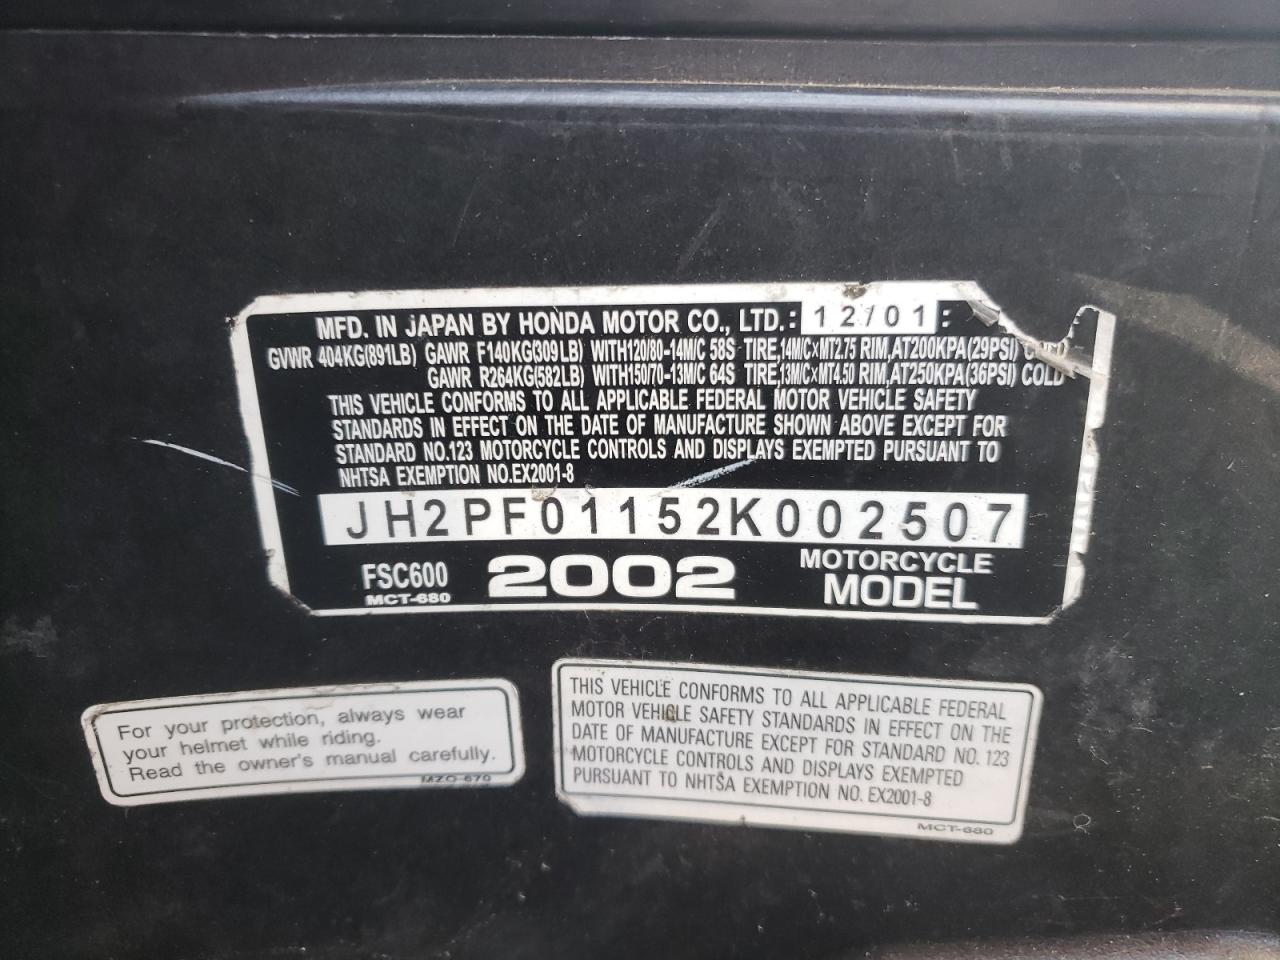 MFD. IN JAPAN BY HONDA MOTOR CO., LTD.: 12/01:
GVWR 404KG(891LB) GAWR F140KG(309LB) WITH120/80-14M/C 58S TIRE,14M/C×MT2.75 RIM,AT200KPA(29PSI) COLD
GAWR R264KG(582LB) WITH150/70-13M/C 64S TIRE,13M/C×MT4.50 RIM,AT250KPA(36PSI) COLD
THIS VEHICLE CONFORMS TO ALL APPLICABLE FEDERAL MOTOR VEHICLE SAFETY
STANDARDS IN EFFECT ON THE DATE OF MANUFACTURE SHOWN ABOVE EXCEPT FOR
STANDARD NO.123 MOTORCYCLE CONTROLS AND DISPLAYS EXEMPTED PURSUANT TO
NHTSA EXEMPTION NO.EX2001-8
JH2PF01152K002507
FSC600 2002 MOTORCYCLE
MCT-680 MODEL
For your protection, always wear
your helmet while riding.
Read the owner's manual carefully.
MZO-670
THIS VEHICLE CONFORMS TO ALL APPLICABLE FEDERAL
MOTOR VEHICLE SAFETY STANDARDS IN EFFECT ON THE
DATE OF MANUFACTURE EXCEPT FOR STANDARD NO. 123
MOTORCYCLE CONTROLS AND DISPLAYS EXEMPTED
PURSUANT TO NHTSA EXEMPTION NO. EX2001-8
MCT-680